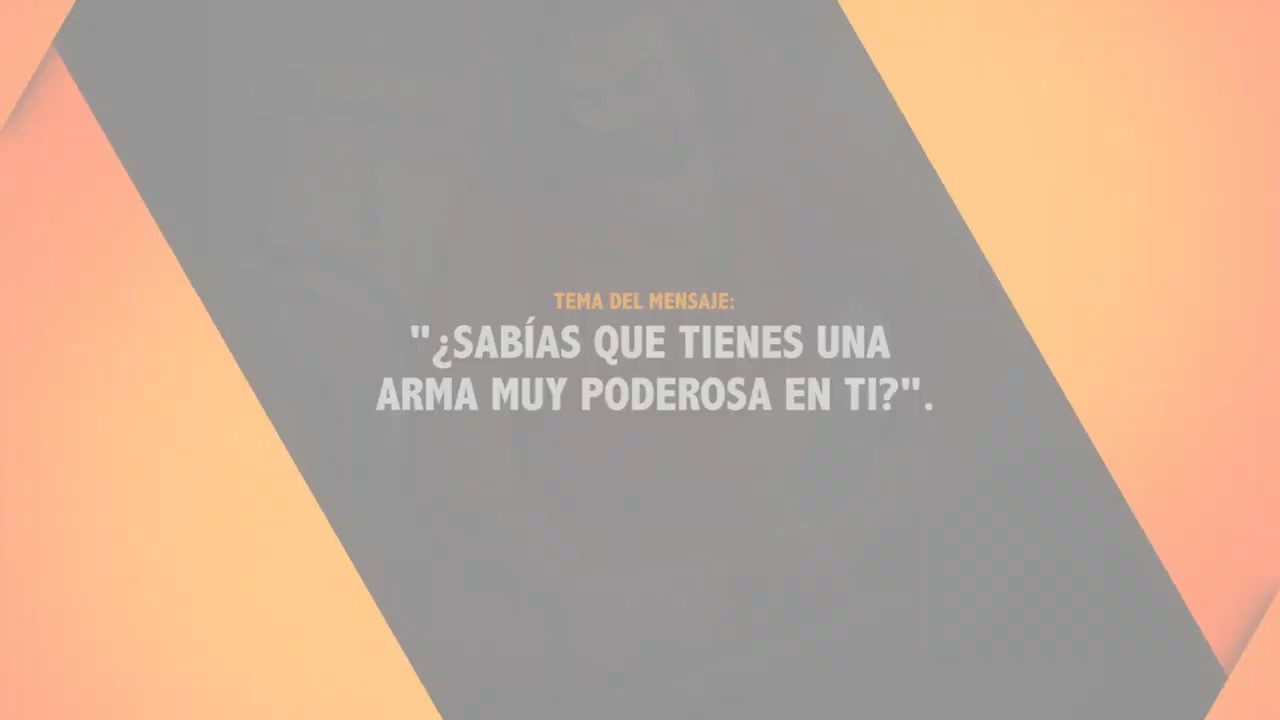 TEMA DEL MENSAJE:
"¿SABÍAS QUE TIENES UNA
ARMA MUY PODEROSA EN TI?".